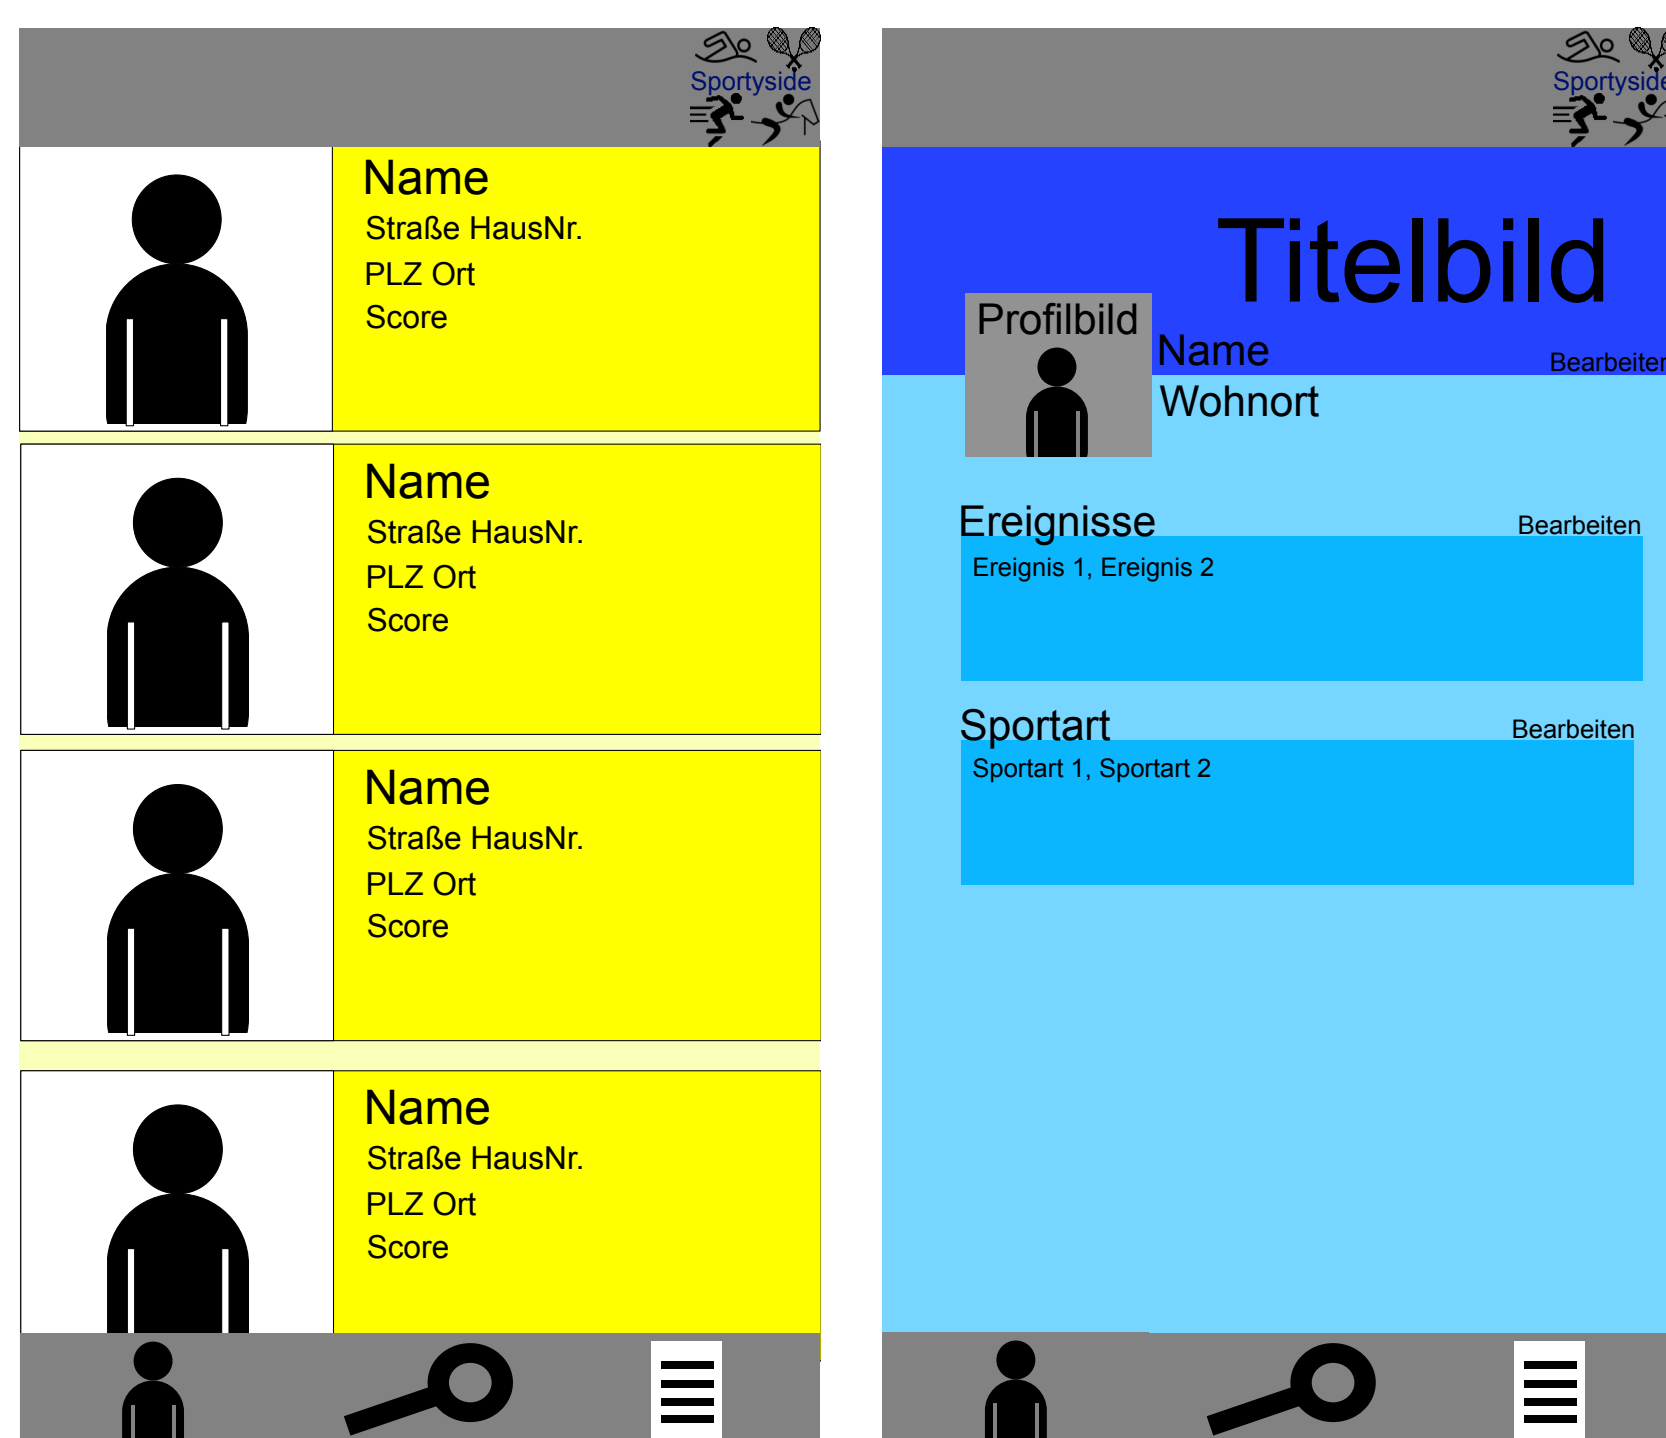 Sportyside
Name
Straße HausNr.
PLZ Ort
Score
Name
Straße HausNr.
PLZ Ort
Score
Name
Straße HausNr.
PLZ Ort
Score
Name
Straße HausNr.
PLZ Ort
Score
Sportyside
Titelbild
Profilbild
Name
Bearbeiten
Wohnort
Ereignisse
Bearbeiten
Ereignis 1, Ereignis 2
Sportart
Bearbeiten
Sportart 1, Sportart 2